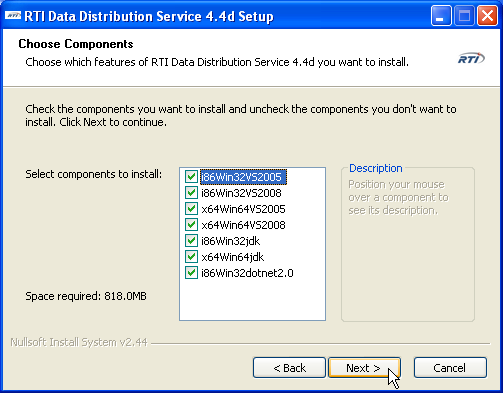 RTI Data Distribution Service 4.4d Setup
Choose Components
Choose which features of RTI Data Distribution Service 4.4d you want to install.
RTI
Check the components you want to install and uncheck the components you don't want to
install. Click Next to continue.
Select components to install:
i86Win32VS2005
i86Win32VS2008
x64Win64VS2005
x64Win64VS2008
i86Win32jdk
x64Win64jdk
i86Win32dotnet2.0
Description
Position your mouse
over a component to
see its description.
Space required: 818.0MB
Nullsoft Install System v2.44
< Back
Next >
Cancel